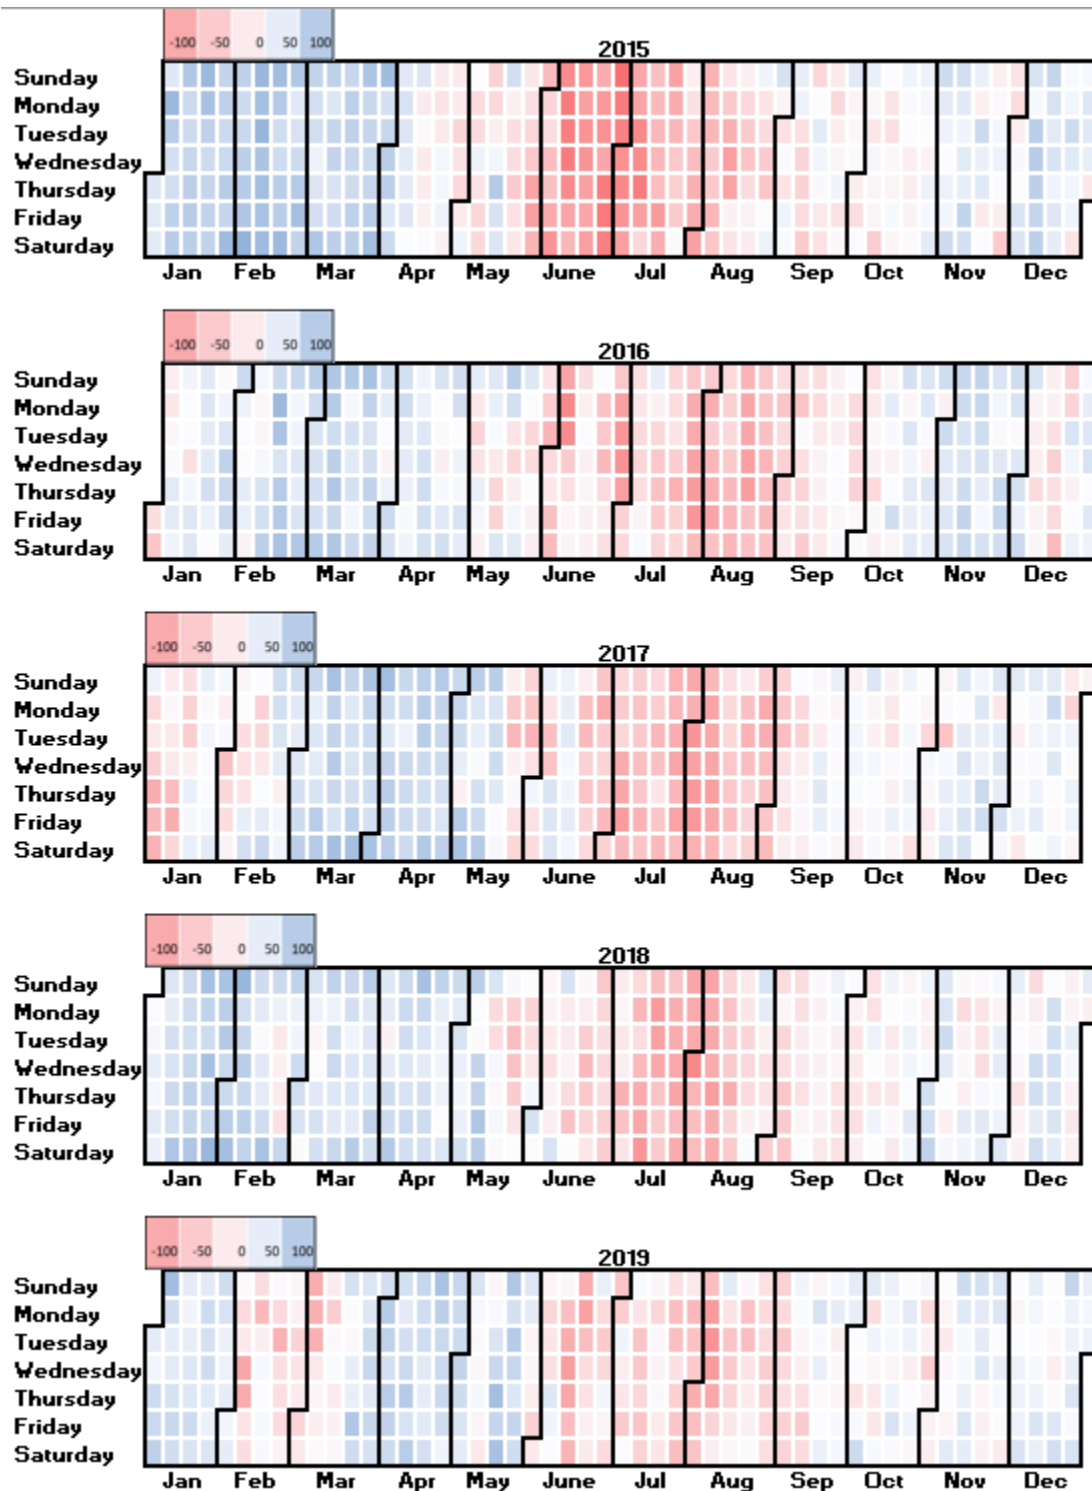 -100 -50 0 50 100
2015
Sunday
Monday
Tuesday
Wednesday
Thursday
Friday
Saturday
Jan Feb Mar Apr May June Jul Aug Sep Oct Nov Dec
-100 -50 0 50 100
2016
Sunday
Monday
Tuesday
Wednesday
Thursday
Friday
Saturday
Jan Feb Mar Apr May June Jul Aug Sep Oct Nov Dec
-100 -50 0 50 100
2017
Sunday
Monday
Tuesday
Wednesday
Thursday
Friday
Saturday
Jan Feb Mar Apr May June Jul Aug Sep Oct Nov Dec
-100 -50 0 50 100
2018
Sunday
Monday
Tuesday
Wednesday
Thursday
Friday
Saturday
Jan Feb Mar Apr May June Jul Aug Sep Oct Nov Dec
-100 -50 0 50 100
2019
Sunday
Monday
Tuesday
Wednesday
Thursday
Friday
Saturday
Jan Feb Mar Apr May June Jul Aug Sep Oct Nov Dec